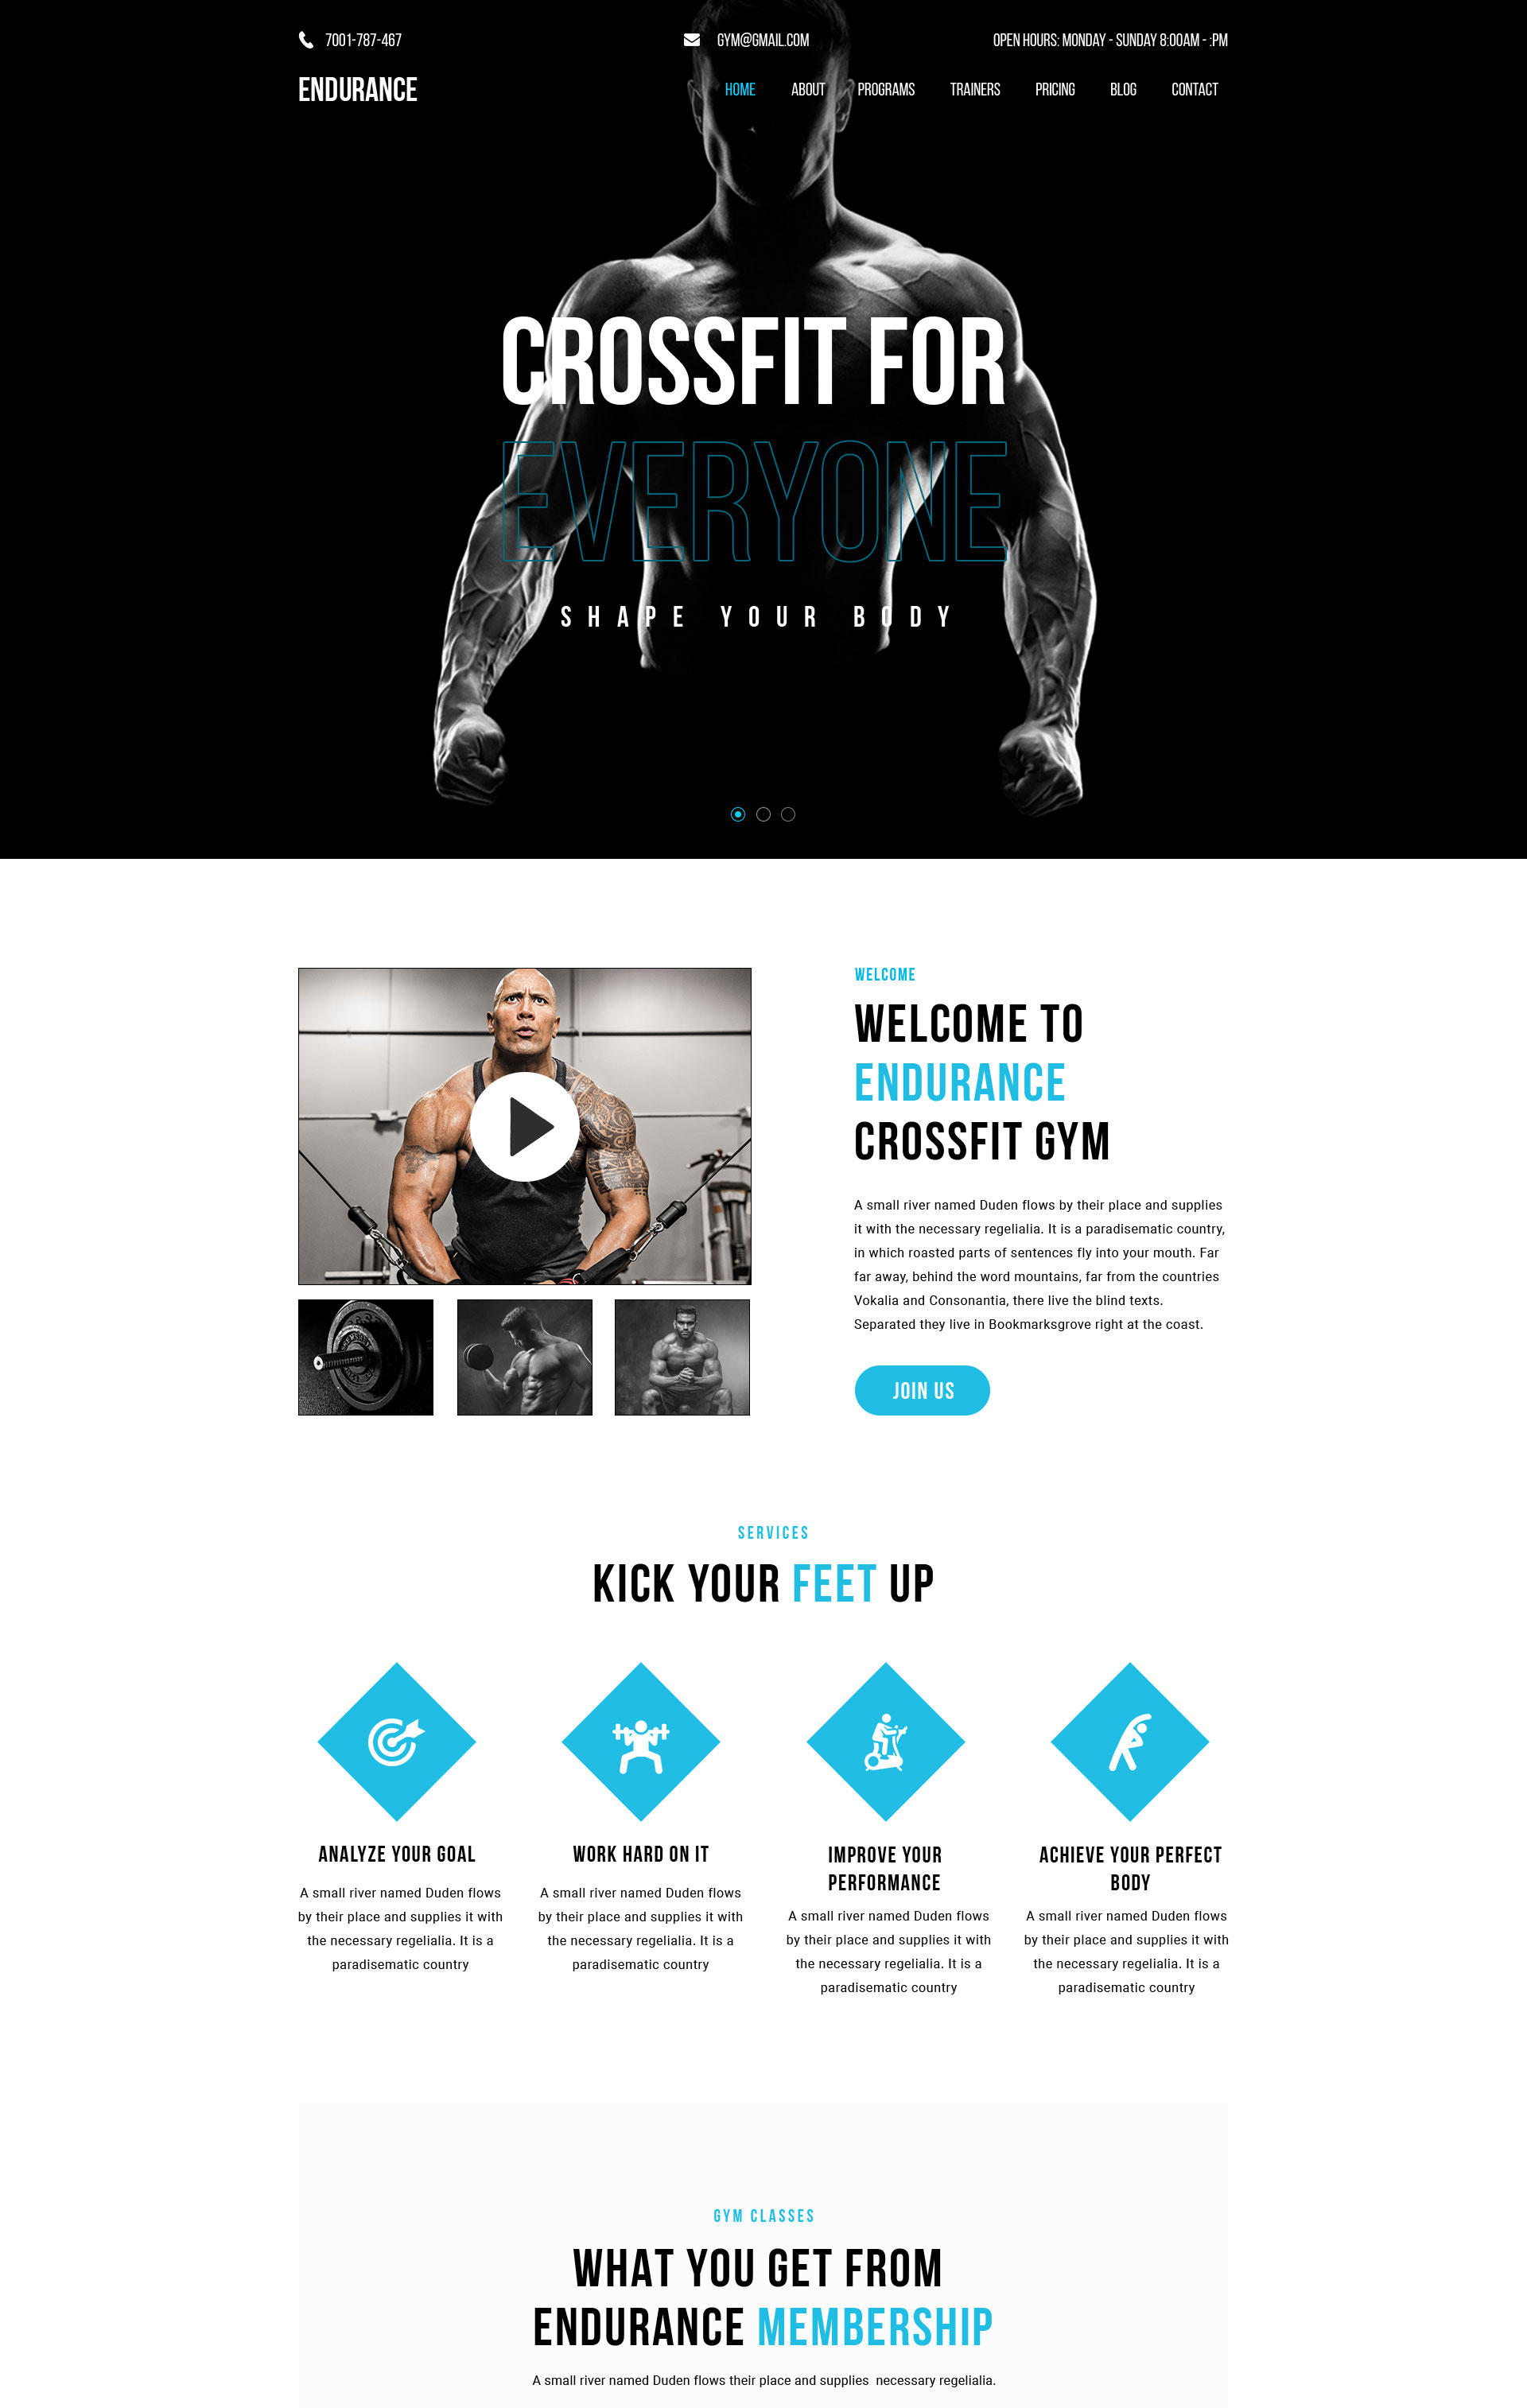 7001-787-467
GYM@GMAIL.COM
OPEN HOURS: MONDAY - SUNDAY 8:00AM - :PM
ENDURANCE
HOME
ABOUT
PROGRAMS
TRAINERS
PRICING
BLOG
CONTACT
CROSSFIT FOR
EVERYONE
SHAPE YOUR BODY
WELCOME
WELCOME TO
ENDURANCE
CROSSFIT GYM
A small river named Duden flows by their place and supplies
it with the necessary regelialia. It is a paradisematic country,
in which roasted parts of sentences fly into your mouth. Far
far away, behind the word mountains, far from the countries
Vokalia and Consonantia, there live the blind texts.
Separated they live in Bookmarksgrove right at the coast.
JOIN US
SERVICES
KICK YOUR FEET UP
ANALYZE YOUR GOAL
A small river named Duden flows
by their place and supplies it with
the necessary regelialia. It is a
paradisematic country
WORK HARD ON IT
A small river named Duden flows
by their place and supplies it with
the necessary regelialia. It is a
paradisematic country
IMPROVE YOUR
PERFORMANCE
A small river named Duden flows
by their place and supplies it with
the necessary regelialia. It is a
paradisematic country
ACHIEVE YOUR PERFECT
BODY
A small river named Duden flows
by their place and supplies it with
the necessary regelialia. It is a
paradisematic country
GYM CLASSES
WHAT YOU GET FROM
ENDURANCE MEMBERSHIP
A small river named Duden flows their place and supplies  necessary regelialia.